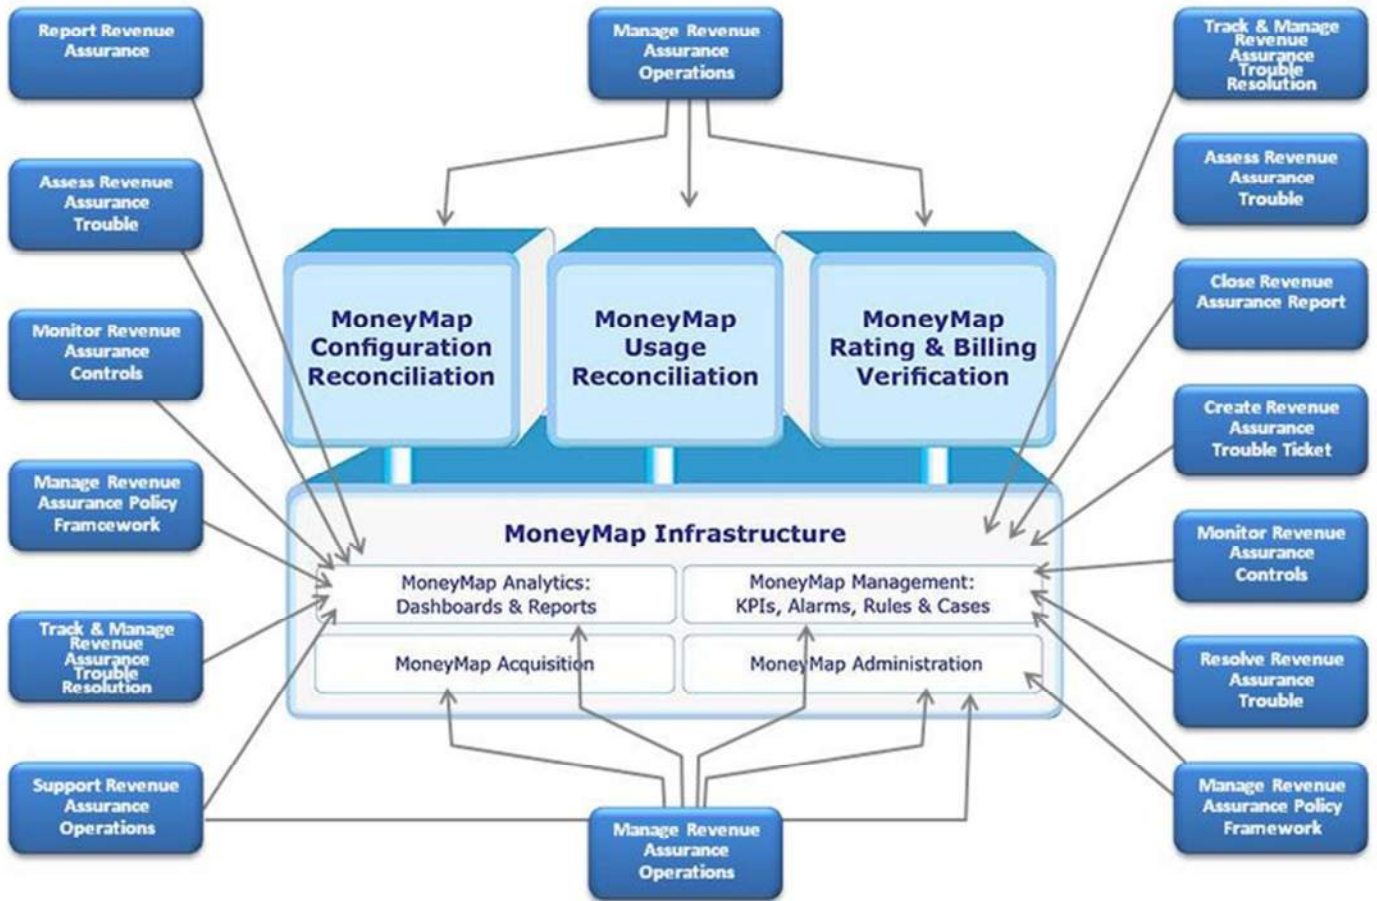 Report Revenue
Assurance
Manage Revenue
Assurance
Operations
Track & Manage
Revenue
Assurance
Trouble
Resolution
Assess Revenue
Assurance
Trouble
Assess Revenue
Assurance
Trouble
Monitor Revenue
Assurance
Controls
Close Revenue
Assurance Report
MoneyMap
Configuration
Reconciliation
MoneyMap
Usage
Reconciliation
MoneyMap
Rating & Billing
Verification
Manage Revenue
Assurance Policy
Framcework
Create Revenue
Assurance
Trouble Ticket
MoneyMap Infrastructure
MoneyMap Analytics:
Dashboards & Reports
MoneyMap Management:
KPIs, Alarms, Rules & Cases
MoneyMap Acquisition
MoneyMap Administration
Monitor Revenue
Assurance
Controls
Track & Manage
Revenue
Assurance
Trouble
Resolution
Resolve Revenue
Assurance
Trouble
Support Revenue
Assurance
Operations
Manage Revenue
Assurance
Operations
Manage Revenue
Assurance Policy
Framework